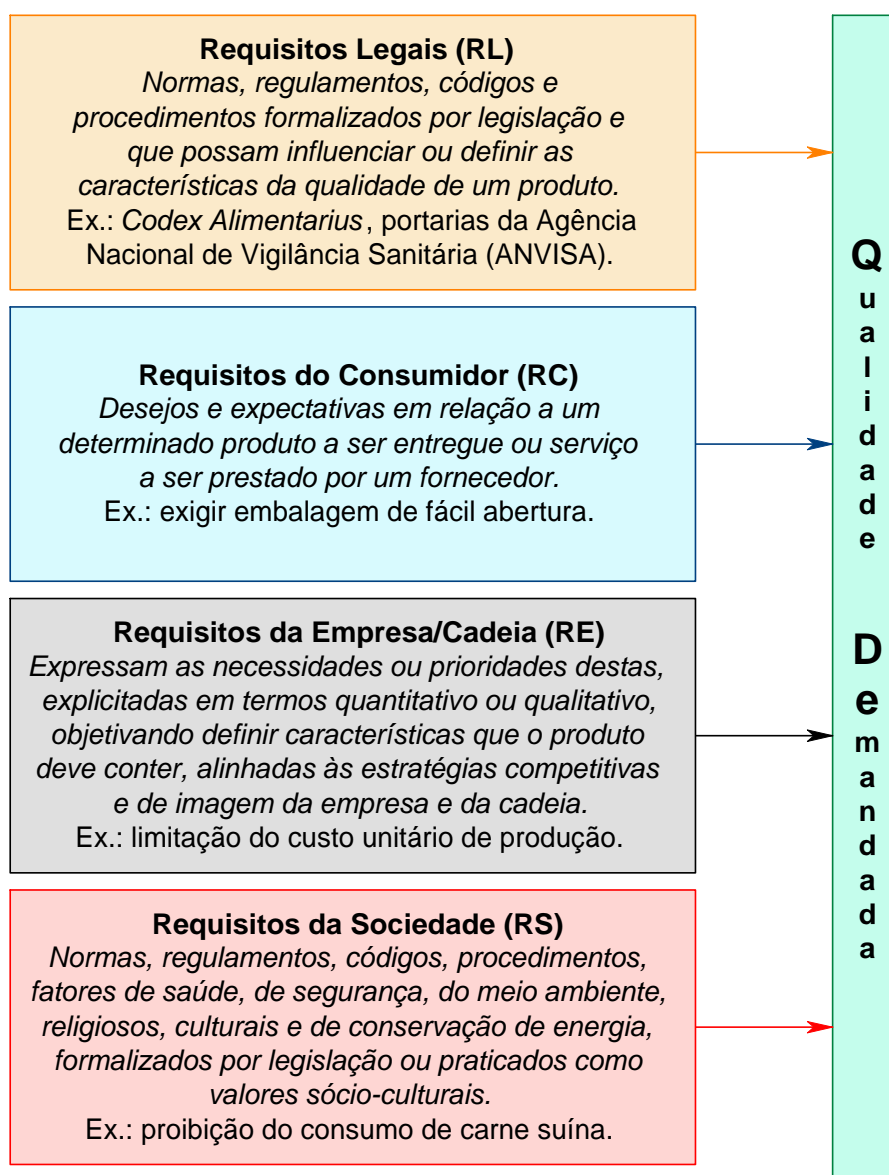 Requisitos Legais (RL)
Normas, regulamentos, códigos e
procedimentos formalizados por legislação e
que possam influenciar ou definir as
características da qualidade de um produto.
Ex.: Codex Alimentarius, portarias da Agência
Nacional de Vigilância Sanitária (ANVISA).
Requisitos do Consumidor (RC)
Desejos e expectativas em relação a um
determinado produto a ser entregue ou serviço
a ser prestado por um fornecedor.
Ex.: exigir embalagem de fácil abertura.
Requisitos da Empresa/Cadeia (RE)
Expressam as necessidades ou prioridades destas,
explicitadas em termos quantitativo ou qualitativo,
objetivando definir características que o produto
deve conter, alinhadas às estratégias competitivas
e de imagem da empresa e da cadeia.
Ex.: limitação do custo unitário de produção.
Requisitos da Sociedade (RS)
Normas, regulamentos, códigos, procedimentos,
fatores de saúde, de segurança, do meio ambiente,
religiosos, culturais e de conservação de energia,
formalizados por legislação ou praticados como
valores sócio-culturais.
Ex.: proibição do consumo de carne suína.
Qualidade
Demandada